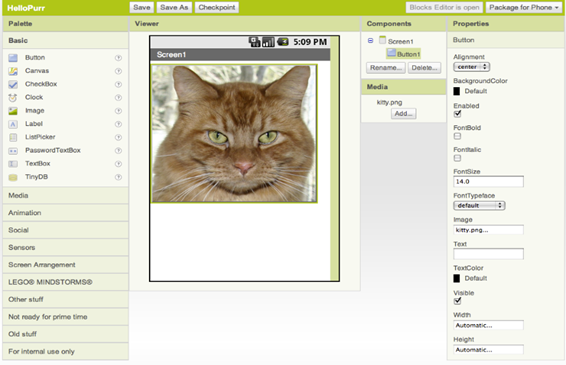 HelloPurr
Save
Save As
Checkpoint
Blocks Editor is open
Package for Phone
Palette
Basic
Button
?
Canvas
?
CheckBox
?
Clock
?
Image
?
Label
?
ListPicker
?
PasswordTextBox
?
TextBox
?
TinyDB
?
Media
Animation
Social
Sensors
Screen Arrangement
LEGO® MINDSTORMS®
Other stuff
Not ready for prime time
Old stuff
For internal use only
Viewer
5:09 PM
Screen1
Components
Screen1
Button1
Rename...
Delete...
Media
kitty.png
Add...
Properties
Button
Alignment
center
BackgroundColor
Default
Enabled
FontBold
FontItalic
FontSize
14.0
FontTypeface
default
Image
kitty.png...
Text
TextColor
Default
Visible
Width
Automatic...
Height
Automatic...